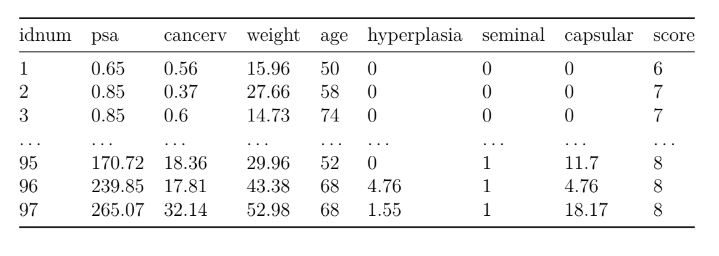 idnum psa cancerv weight age hyperplasia seminal capsular score
1 0.65 0.56 15.96 50 0 0 0 6
2 0.85 0.37 27.66 58 0 0 0 7
3 0.85 0.6 14.73 74 0 0 0 7
... ... ... ... ... ... ... ... ...
95 170.72 18.36 29.96 52 0 1 11.7 8
96 239.85 17.81 43.38 68 4.76 1 4.76 8
97 265.07 32.14 52.98 68 1.55 1 18.17 8